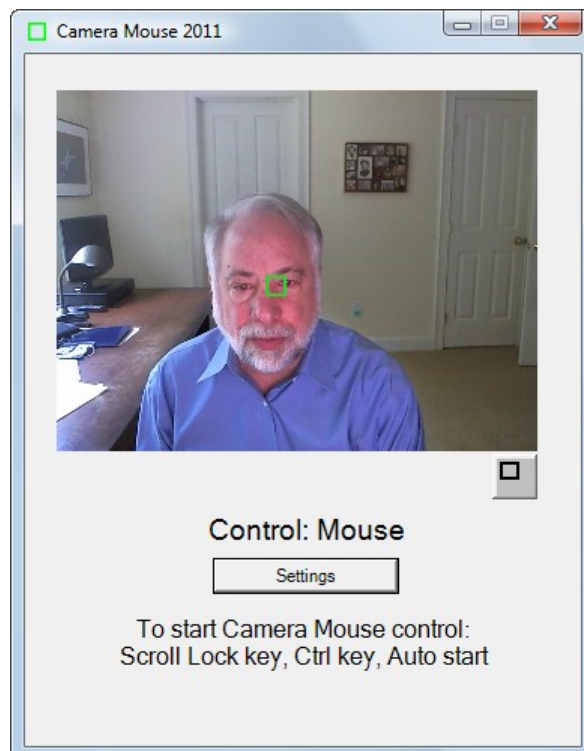 Camera Mouse 2011
Control: Mouse
Settings
To start Camera Mouse control:
Scroll Lock key, Ctrl key, Auto start